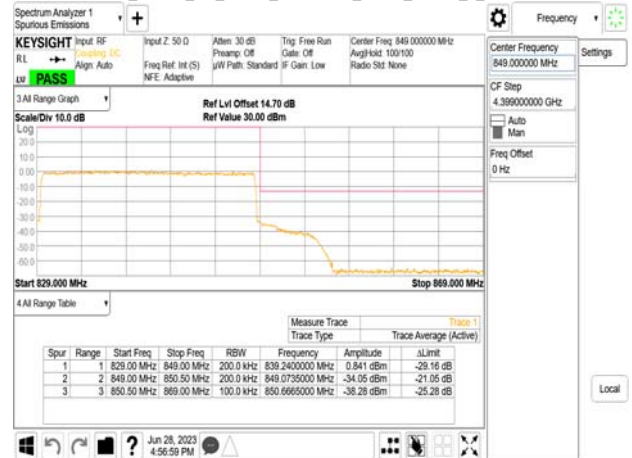 Spectrum Analyzer 1
Spurious Emissions
Frequency
KEYSIGHT
RL
LU PASS
Input: RF
Coupling: DC
Align: Auto
Input Z: 50 Ω
Freq Ref: Int (S)
NFE: Adaptive
Atten: 30 dB
Preamp: Off
µW Path: Standard
Trig: Free Run
Gate: Off
IF Gain: Low
Center Freq: 849.000000 MHz
Avg|Hold: 100/100
Radio Std: None
Center Frequency
849.000000 MHz
Settings
CF Step
4.399000000 GHz
Auto
Man
Freq Offset
0 Hz
Local
3 All Range Graph
Scale/Div 10.0 dB
Ref Lvl Offset 14.70 dB
Ref Value 30.00 dBm
Log
20.0
10.0
0.00
-10.0
-20.0
-30.0
-40.0
-50.0
-60.0
Start 829.000 MHz
Stop 869.000 MHz
4 All Range Table
Measure Trace Trace 1
Trace Type Trace Average (Active)
Spur Range Start Freq Stop Freq RBW Frequency Amplitude ΔLimit
1 1 829.00 MHz 849.00 MHz 200.0 kHz 839.2400000 MHz 0.841 dBm -29.16 dB
2 2 849.00 MHz 850.50 MHz 200.0 kHz 849.0735000 MHz -34.05 dBm -21.05 dB
3 3 850.50 MHz 869.00 MHz 100.0 kHz 850.6665000 MHz -38.28 dBm -25.28 dB
Jun 28, 2023
4:56:59 PM